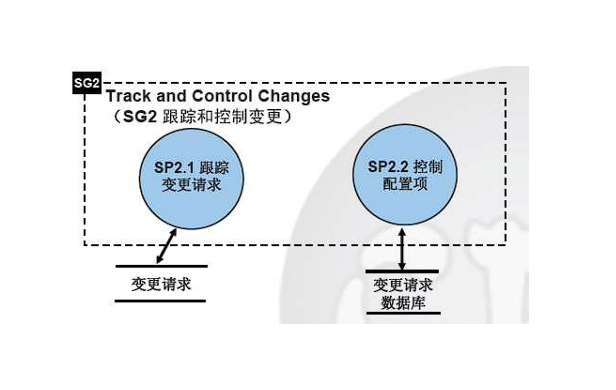 SG2
Track and Control Changes
（SG2 跟踪和控制变更）
SP2.1 跟踪
变更请求
SP2.2 控制
配置项
变更请求
变更请求
数据库